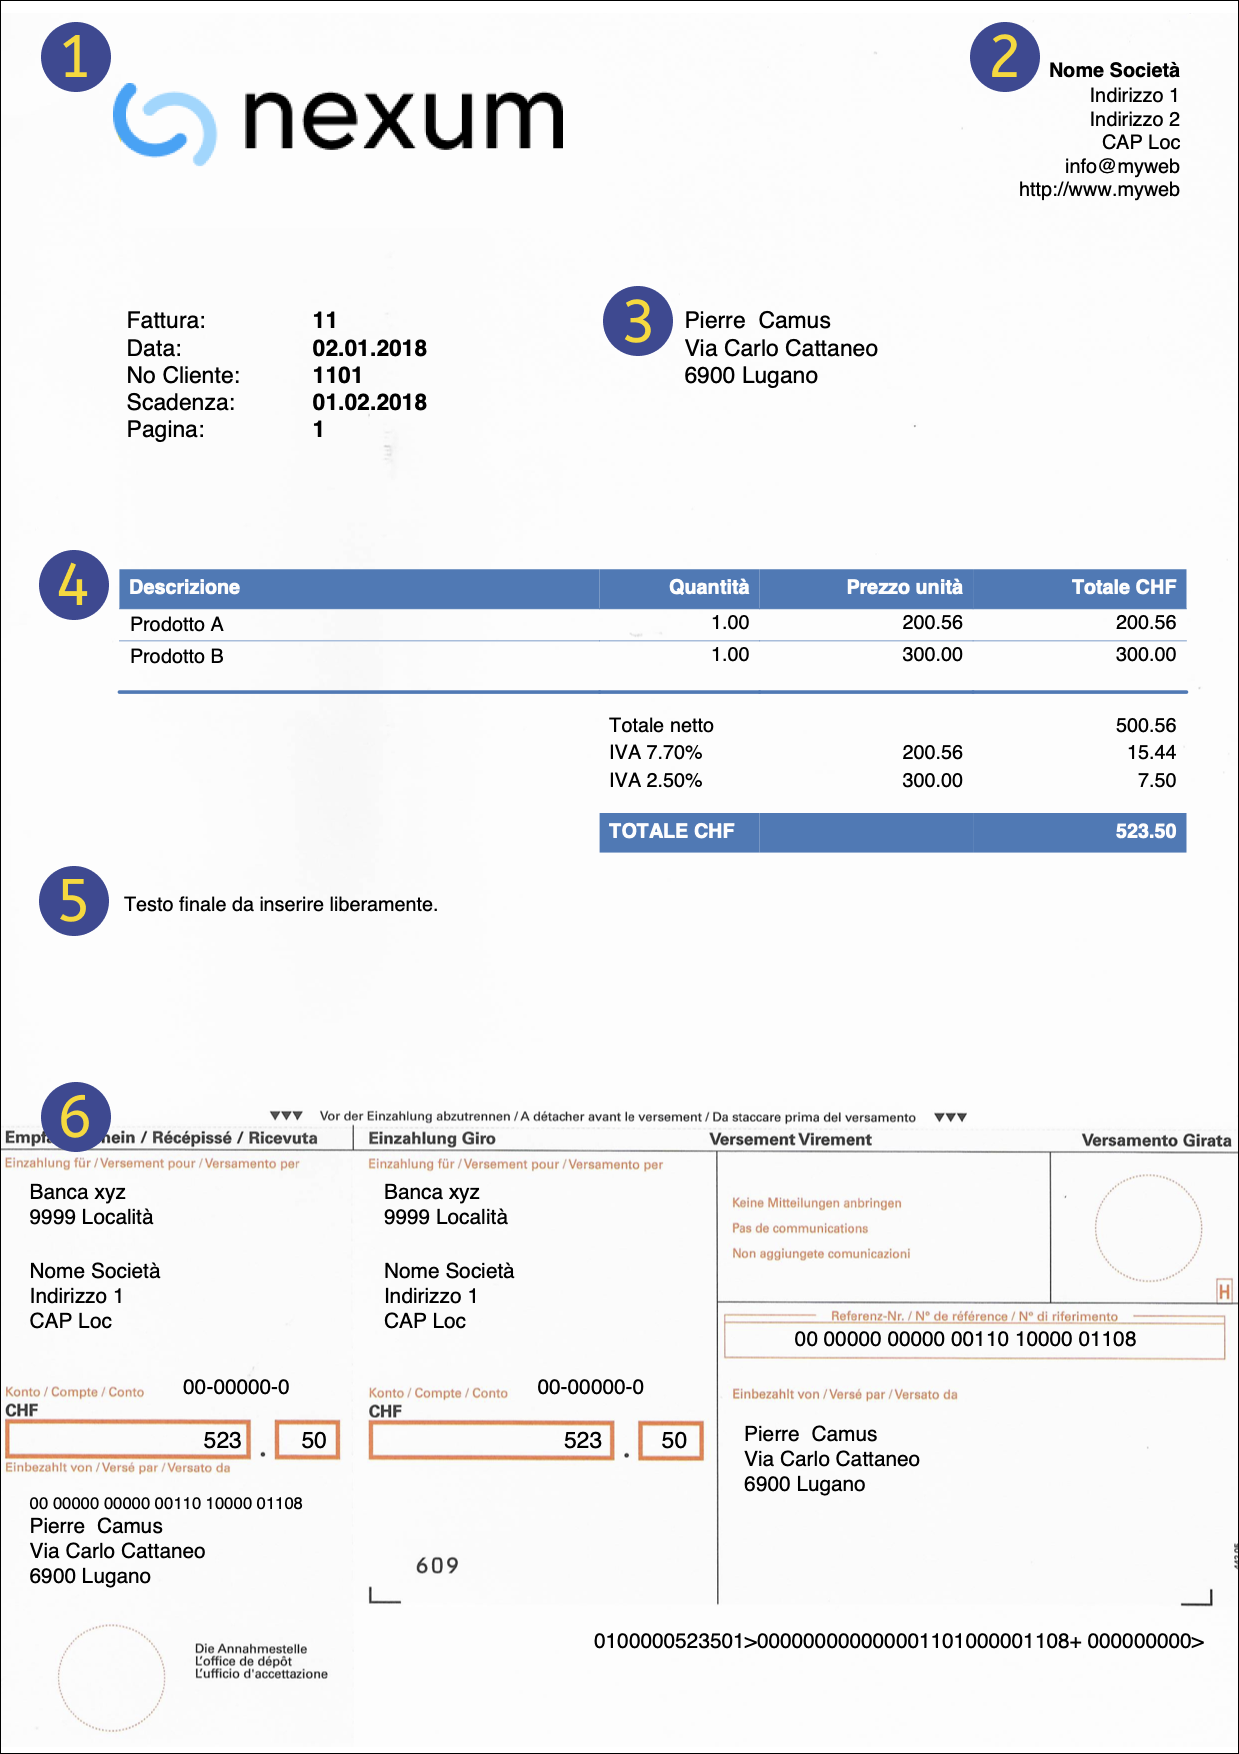 1
nexum
2
Nome Società
Indirizzo 1
Indirizzo 2
CAP Loc
info@myweb
http://www.myweb
Fattura: 11
Data: 02.01.2018
No Cliente: 1101
Scadenza: 01.02.2018
Pagina: 1
3
Pierre Camus
Via Carlo Cattaneo
6900 Lugano
4
Descrizione Quantità Prezzo unità Totale CHF
Prodotto A 1.00 200.56 200.56
Prodotto B 1.00 300.00 300.00
Totale netto 500.56
IVA 7.70% 200.56 15.44
IVA 2.50% 300.00 7.50
TOTALE CHF 523.50
5
Testo finale da inserire liberamente.
6
▼▼▼ Vor der Einzahlung abzutrennen / A détacher avant le versement / Da staccare prima del versamento ▼▼▼
/ Récépissé / Ricevuta
Einzahlung Giro Versement Virement Versamento Girata
Einzahlung für / Versement pour / Versamento per
Banca xyz
9999 Località
Nome Società
Indirizzo 1
CAP Loc
Konto / Compte / Conto 00-00000-0
CHF
523 . 50
Einbezahlt von / Versé par / Versato da
00 00000 00000 00110 10000 01108
Pierre Camus
Via Carlo Cattaneo
6900 Lugano
Die Annahmestelle
L'office de dépôt
L'ufficio d'accettazione
Einzahlung für / Versement pour / Versamento per
Banca xyz
9999 Località
Nome Società
Indirizzo 1
CAP Loc
Konto / Compte / Conto 00-00000-0
CHF
523 . 50
609
Keine Mitteilungen anbringen
Pas de communications
Non aggiungete comunicazioni
H
Referenz-Nr. / N° de référence / N° di riferimento
00 00000 00000 00110 10000 01108
Einbezahlt von / Versé par / Versato da
Pierre Camus
Via Carlo Cattaneo
6900 Lugano
0100000523501>000000000000001101000001108+ 000000000>